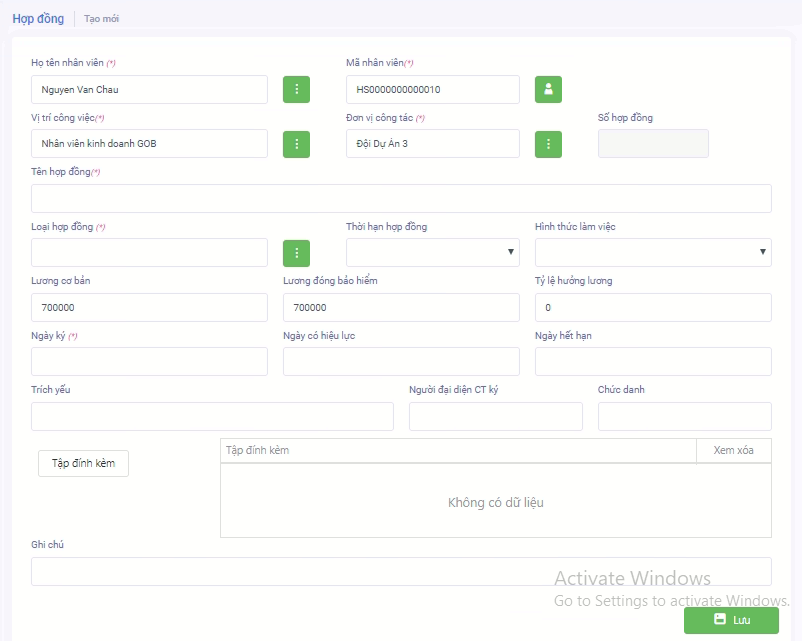 Hợp đồng Tạo mới
Họ tên nhân viên (*) Mã nhân viên(*)
Nguyen Van Chau HS0000000000010
Vị trí công việc(*) Đơn vị công tác (*) Số hợp đồng
Nhân viên kinh doanh GOB Đội Dự Án 3
Tên hợp đồng(*)
Loại hợp đồng (*) Thời hạn hợp đồng Hình thức làm việc
Lương cơ bản Lương đóng bảo hiểm Tỷ lệ hưởng lương
700000 700000 0
Ngày ký (*) Ngày có hiệu lực Ngày hết hạn
Trích yếu Người đại diện CT ký Chức danh
Tập đính kèm Tập đính kèm Xem xóa
Không có dữ liệu
Ghi chú
Activate Windows
Go to Settings to activate Windows.
Lưu